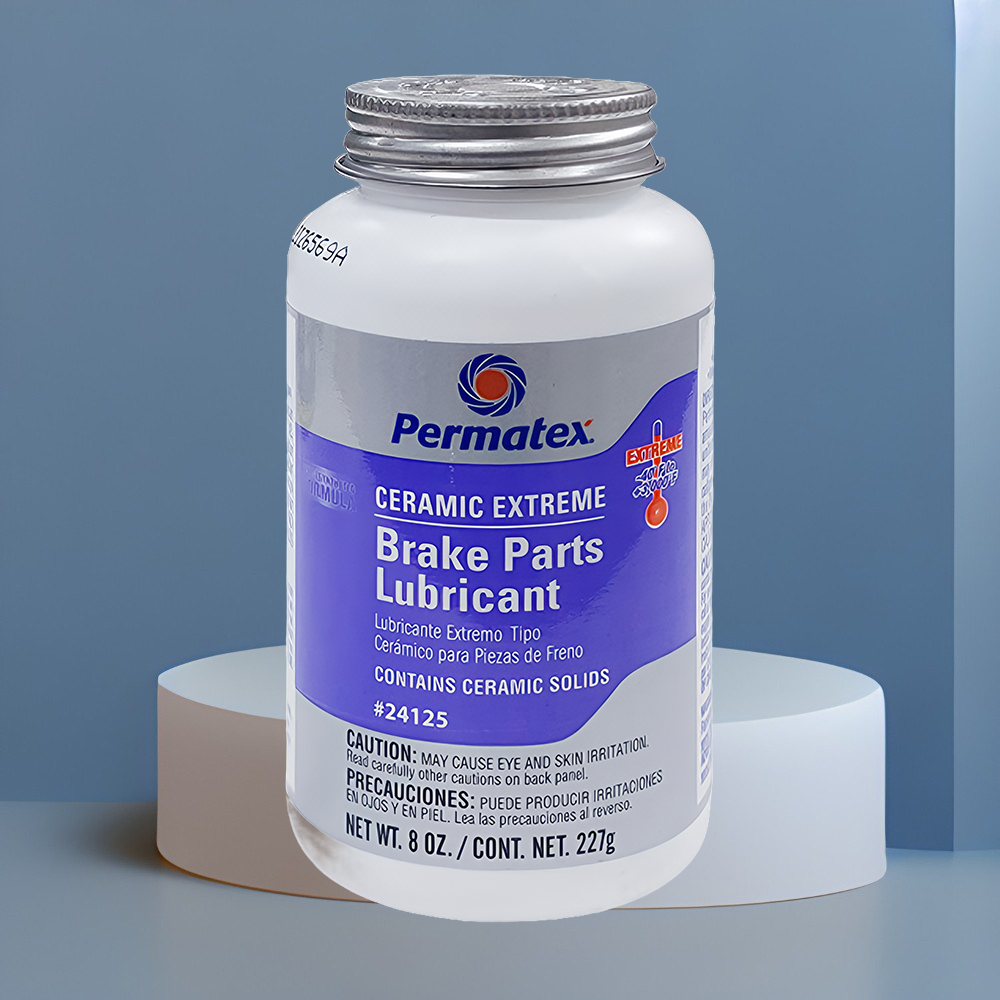 Permatex
EXTREME
CERAMIC EXTREME
Brake Parts
Lubricant
Lubricante Extremo Tipo
Cerámico para Piezas de Freno
CONTAINS CERAMIC SOLIDS
#24125
CAUTION: MAY CAUSE EYE AND SKIN IRRITATION.
Read carefully other cautions on back panel.
PRECAUCIONES: PUEDE PRODUCIR IRRITACIONES
EN OJOS Y EN PIEL. Lea las precauciones al reverso.
NET WT. 8 OZ. / CONT. NET. 227g